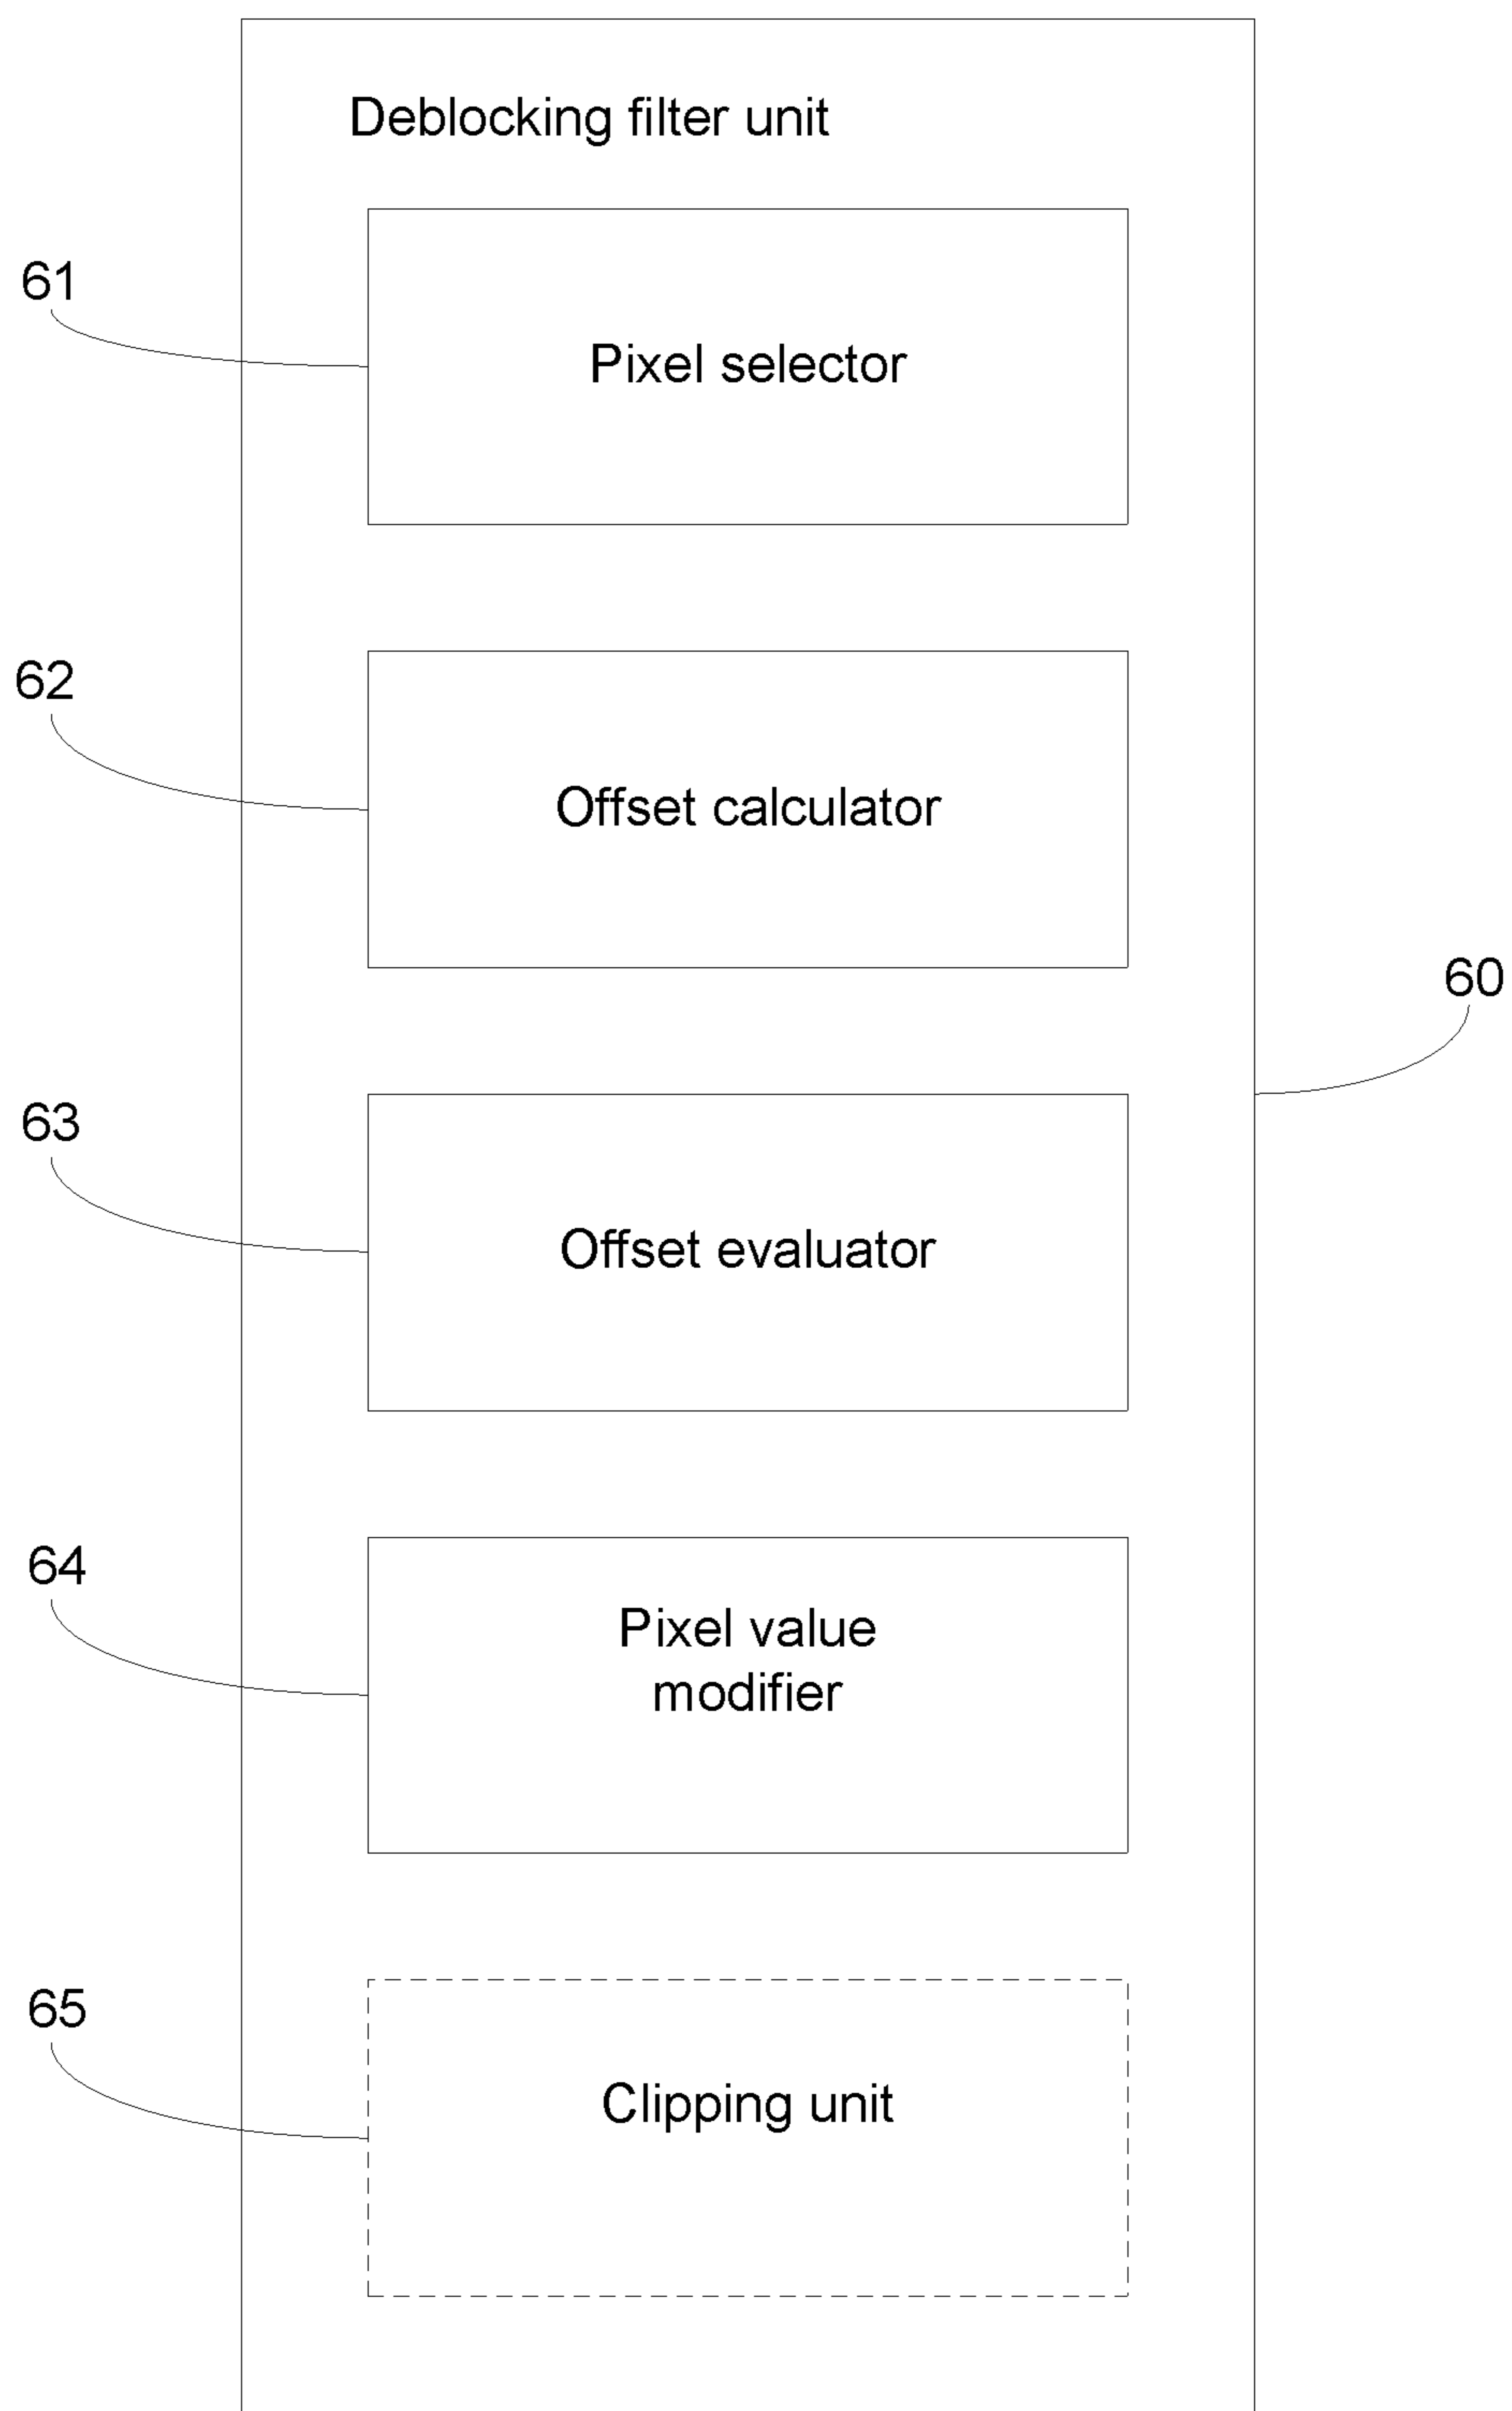 Deblocking filter unit
61
Pixel selector
62
Offset calculator
60
63
Offset evaluator
64
Pixel value
modifier
65
Clipping unit